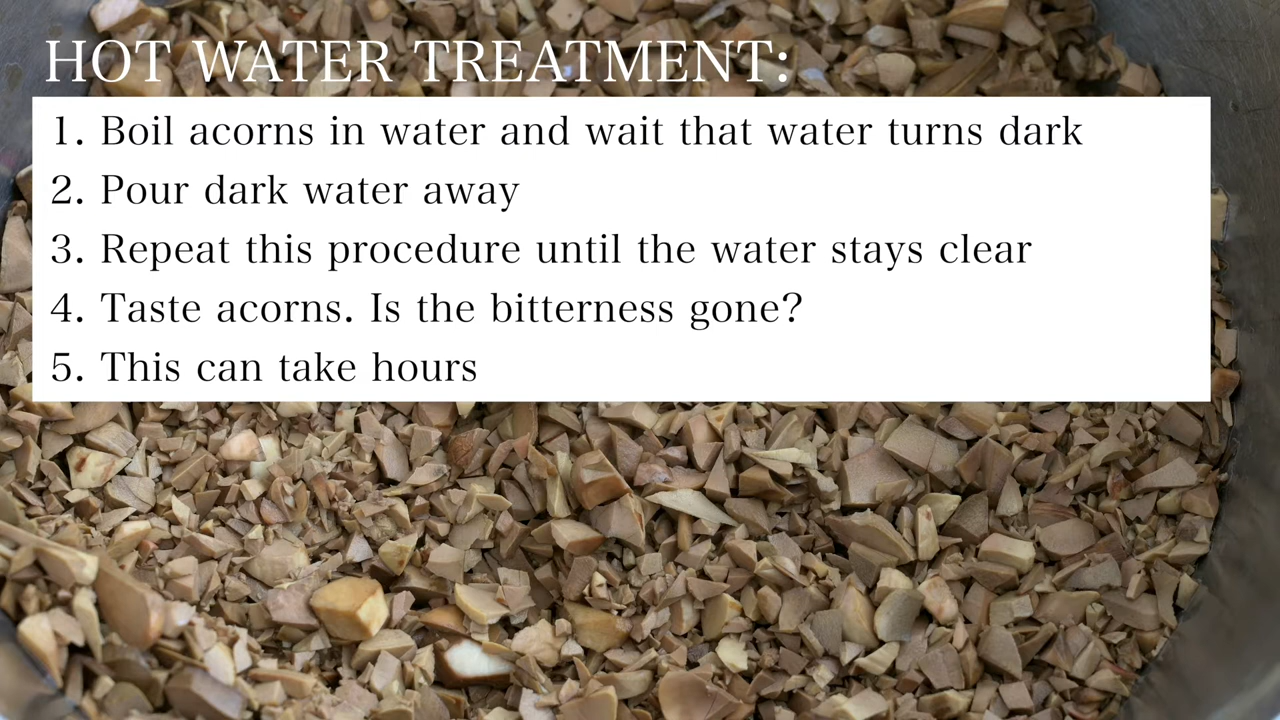 HOT WATER TREATMENT:
1. Boil acorns in water and wait that water turns dark
2. Pour dark water away
3. Repeat this procedure until the water stays clear
4. Taste acorns. Is the bitterness gone?
5. This can take hours